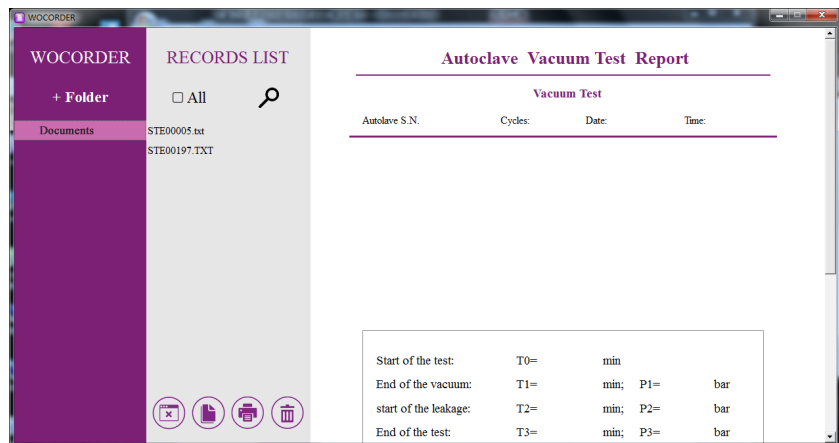 WOCORDER
WOCORDER
+ Folder
Documents
RECORDS LIST
All
STE00005.txt
STE00197.TXT
Autoclave Vacuum Test Report
Vacuum Test
Autolave S.N. Cycles: Date: Time:
Start of the test: T0= min
End of the vacuum: T1= min; P1= bar
start of the leakage: T2= min; P2= bar
End of the test: T3= min; P3= bar